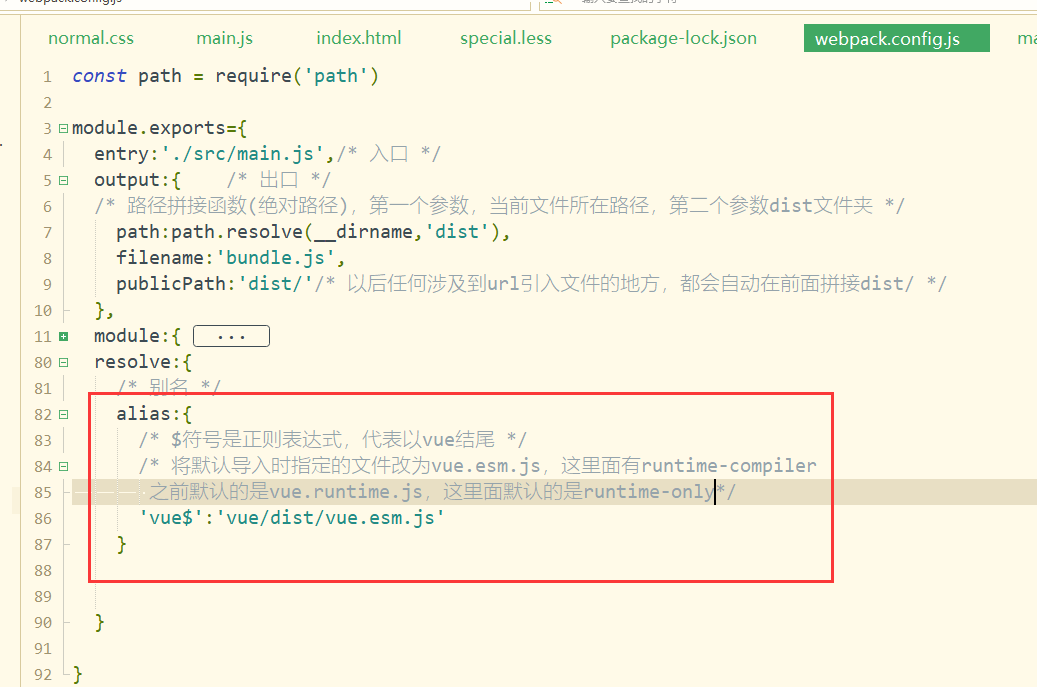 normal.css main.js index.html special.less package-lock.json webpack.config.js
1 const path = require('path')
2
3 module.exports={
4 entry:'./src/main.js',/* 入口 */
5 output:{ /* 出口 */
6 /* 路径拼接函数(绝对路径)，第一个参数，当前文件所在路径，第二个参数dist文件夹 */
7 path:path.resolve(__dirname,'dist'),
8 filename:'bundle.js',
9 publicPath:'dist/'/* 以后任何涉及到url引入文件的地方，都会自动在前面拼接dist/ */
10 },
11 module:{ ...
80 resolve:{
81 /* 别名 */
82 alias:{
83 /* $符号是正则表达式，代表以vue结尾 */
84 /* 将默认导入时指定的文件改为vue.esm.js，这里面有runtime-compiler
85 之前默认的是vue.runtime.js，这里面默认的是runtime-only*/
86 'vue$':'vue/dist/vue.esm.js'
87 }
88
89
90 }
91
92 }